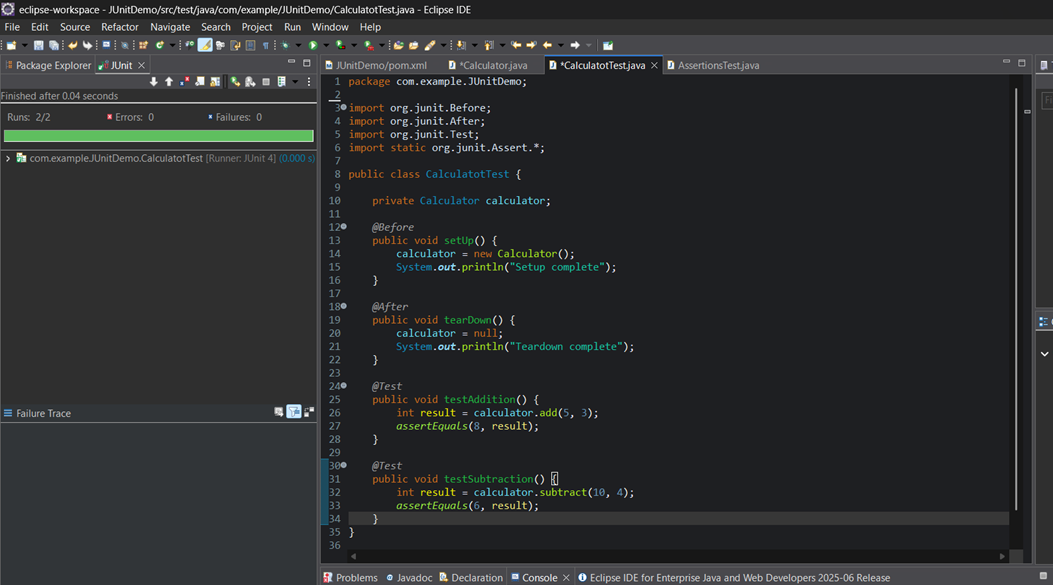 eclipse-workspace - JUnitDemo/src/test/java/com/example/JUnitDemo/CalculatotTest.java - Eclipse IDE
File Edit Source Refactor Navigate Search Project Run Window Help
Package Explorer JUnit
Finished after 0.04 seconds
Runs: 2/2 Errors: 0 Failures: 0
com.example.JUnitDemo.CalculatotTest [Runner: JUnit 4] (0.000 s)
Failure Trace
JUnitDemo/pom.xml *Calculator.java *CalculatotTest.java AssertionsTest.java
1 package com.example.JUnitDemo;
2
3 import org.junit.Before;
4 import org.junit.After;
5 import org.junit.Test;
6 import static org.junit.Assert.*;
7
8 public class CalculatotTest {
9
10 private Calculator calculator;
11
12 @Before
13 public void setUp() {
14 calculator = new Calculator();
15 System.out.println("Setup complete");
16 }
17
18 @After
19 public void tearDown() {
20 calculator = null;
21 System.out.println("Teardown complete");
22 }
23
24 @Test
25 public void testAddition() {
26 int result = calculator.add(5, 3);
27 assertEquals(8, result);
28 }
29
30 @Test
31 public void testSubtraction() {
32 int result = calculator.subtract(10, 4);
33 assertEquals(6, result);
34 }
35 }
36
Problems Javadoc Declaration Console Eclipse IDE for Enterprise Java and Web Developers 2025-06 Release